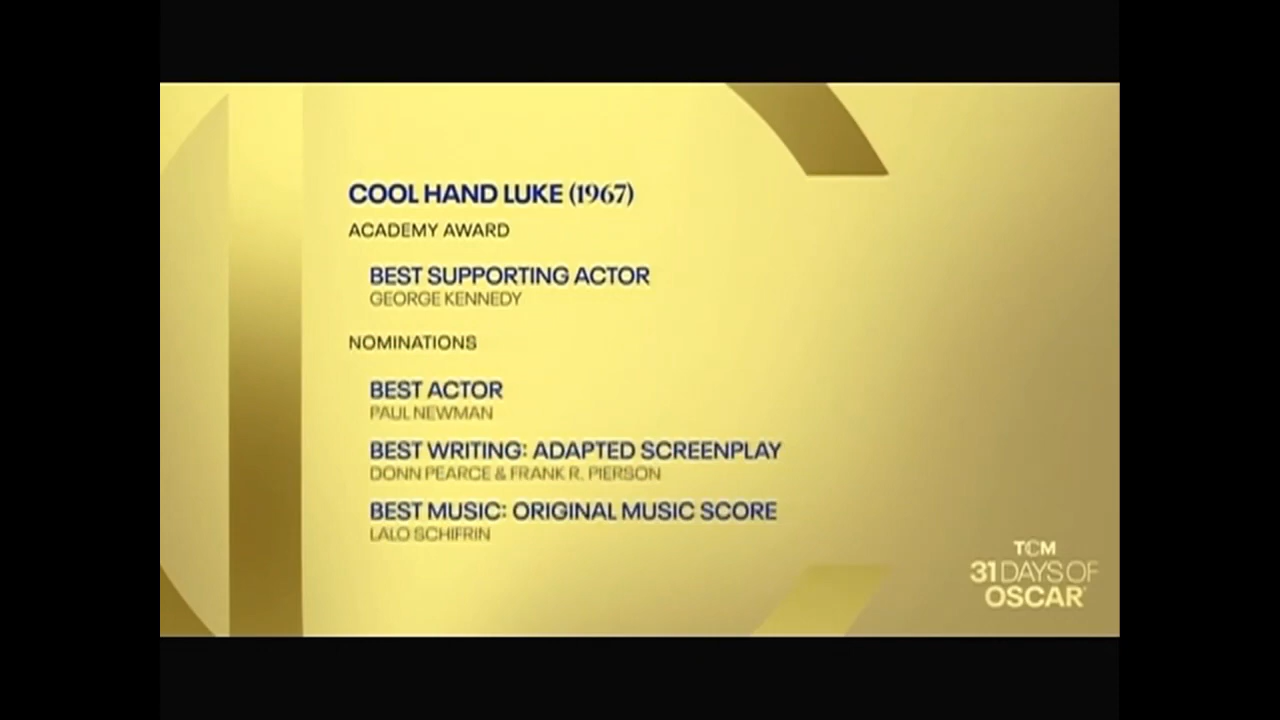 COOL HAND LUKE (1967)
ACADEMY AWARD
BEST SUPPORTING ACTOR
GEORGE KENNEDY
NOMINATIONS
BEST ACTOR
PAUL NEWMAN
BEST WRITING: ADAPTED SCREENPLAY
DONN PEARCE & FRANK R. PIERSON
BEST MUSIC: ORIGINAL MUSIC SCORE
LALO SCHIFRIN
TCM
31 DAYS OF
OSCAR